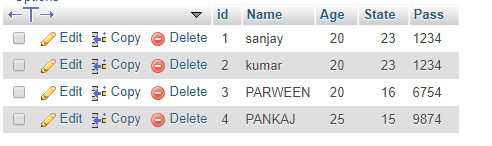 id Name Age State Pass
Edit Copy Delete 1 sanjay 20 23 1234
Edit Copy Delete 2 kumar 20 23 1234
Edit Copy Delete 3 PARWEEN 20 16 6754
Edit Copy Delete 4 PANKAJ 25 15 9874